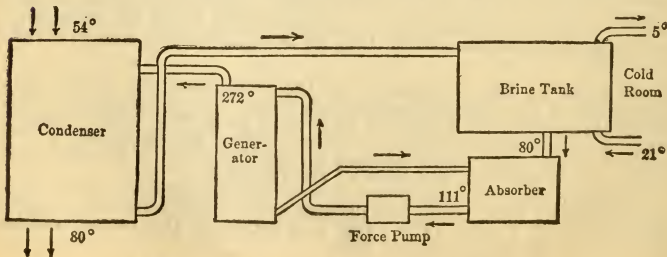 54°
5°
Cold
Room
Brine Tank
272°
Condenser
Gener-
ator
80°
21°
111°
Absorber
80°
Force Pump